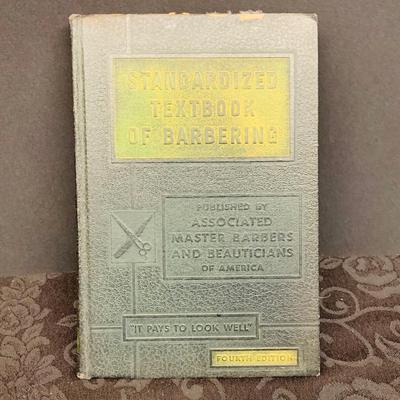 STANDARDIZED
TEXTBOOK
OF BARBERING
PUBLISHED BY
ASSOCIATED
MASTER BARBERS
AND BEAUTICIANS
OF AMERICA
"IT PAYS TO LOOK WELL"
FOURTH EDITION